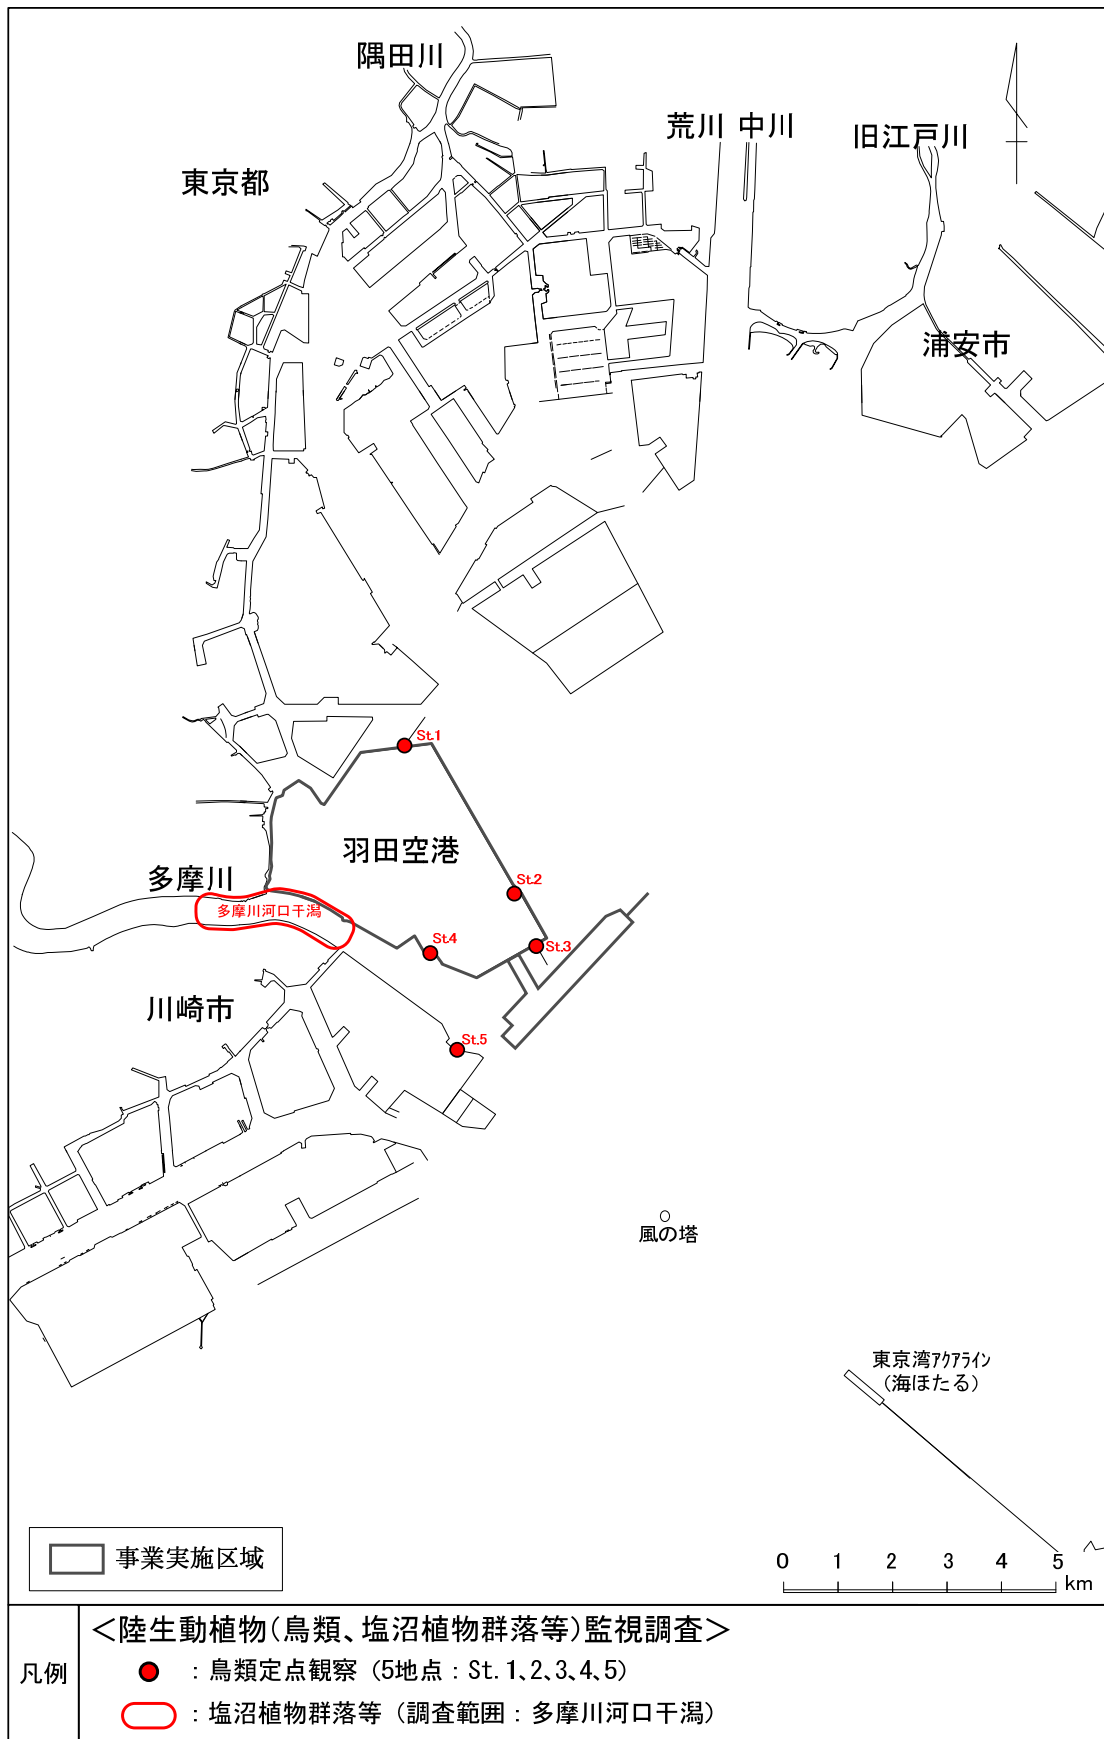 隅田川
荒川 中川
旧江戸川
東京都
浦安市
St.1
羽田空港
多摩川
St.2
多摩川河口干潟
St.4
St.3
川崎市
St.5
風の塔
東京湾アクアライン
(海ほたる)
事業実施区域
0 1 2 3 4 5
km
凡例
<陸生動植物(鳥類、塩沼植物群落等)監視調査>
:鳥類定点観察 (5地点:St.1、2、3、4、5)
:塩沼植物群落等 (調査範囲:多摩川河口干潟)